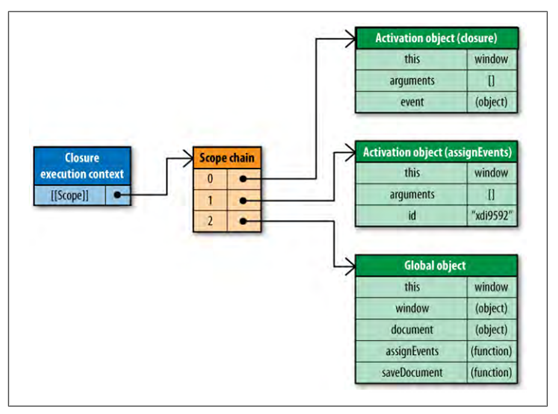 Activation object (closure)
this window
arguments []
event (object)
Closure
execution context
[[Scope]]
Scope chain
0
1
2
Activation object (assignEvents)
this window
arguments []
id "xdi9592"
Global object
this window
window (object)
document (object)
assignEvents (function)
saveDocument (function)